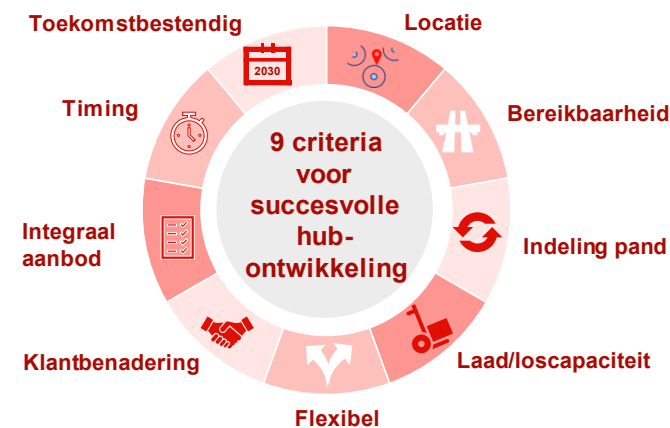 Toekomstbestendig
Locatie
2030
Timing
Bereikbaarheid
9 criteria
voor
succesvolle
hub-
ontwikkeling
Integraal
aanbod
Indeling pand
Klantbenadering
Laad/loscapaciteit
Flexibel